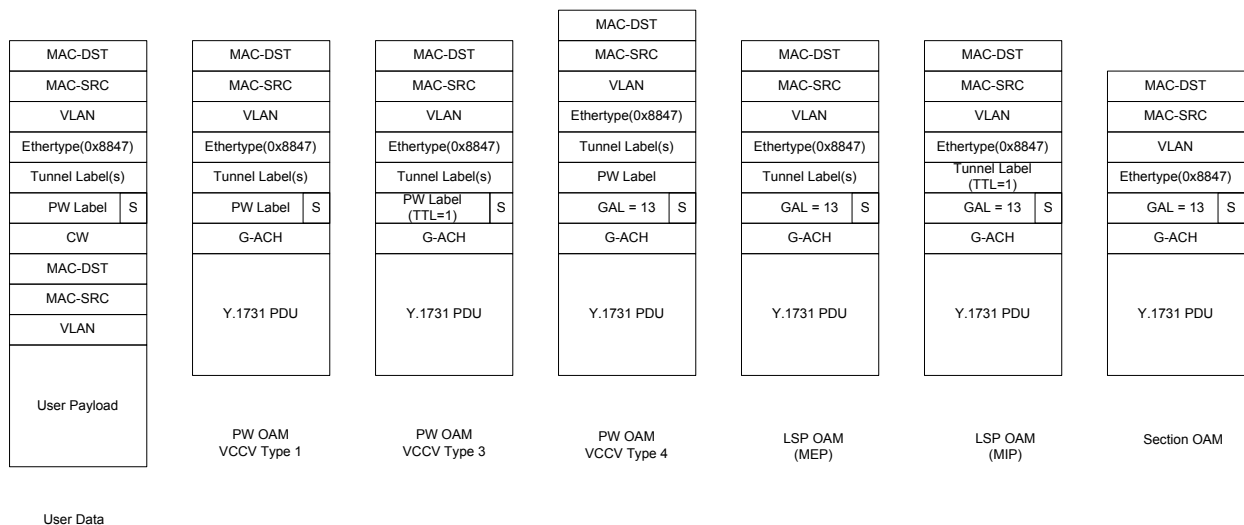 MAC-DST
MAC-SRC
VLAN
Ethertype(0x8847)
Tunnel Label(s)
PW Label S
CW
MAC-DST
MAC-SRC
VLAN
User Payload
User Data
MAC-DST
MAC-SRC
VLAN
Ethertype(0x8847)
Tunnel Label(s)
PW Label S
G-ACH
Y.1731 PDU
PW OAM
VCCV Type 1
MAC-DST
MAC-SRC
VLAN
Ethertype(0x8847)
Tunnel Label(s)
PW Label
(TTL=1) S
G-ACH
Y.1731 PDU
PW OAM
VCCV Type 3
MAC-DST
MAC-SRC
VLAN
Ethertype(0x8847)
Tunnel Label(s)
PW Label
GAL = 13 S
G-ACH
Y.1731 PDU
PW OAM
VCCV Type 4
MAC-DST
MAC-SRC
VLAN
Ethertype(0x8847)
Tunnel Label(s)
GAL = 13 S
G-ACH
Y.1731 PDU
LSP OAM
(MEP)
MAC-DST
MAC-SRC
VLAN
Ethertype(0x8847)
Tunnel Label
(TTL=1)
GAL = 13 S
G-ACH
Y.1731 PDU
LSP OAM
(MIP)
MAC-DST
MAC-SRC
VLAN
Ethertype(0x8847)
GAL = 13 S
G-ACH
Y.1731 PDU
Section OAM